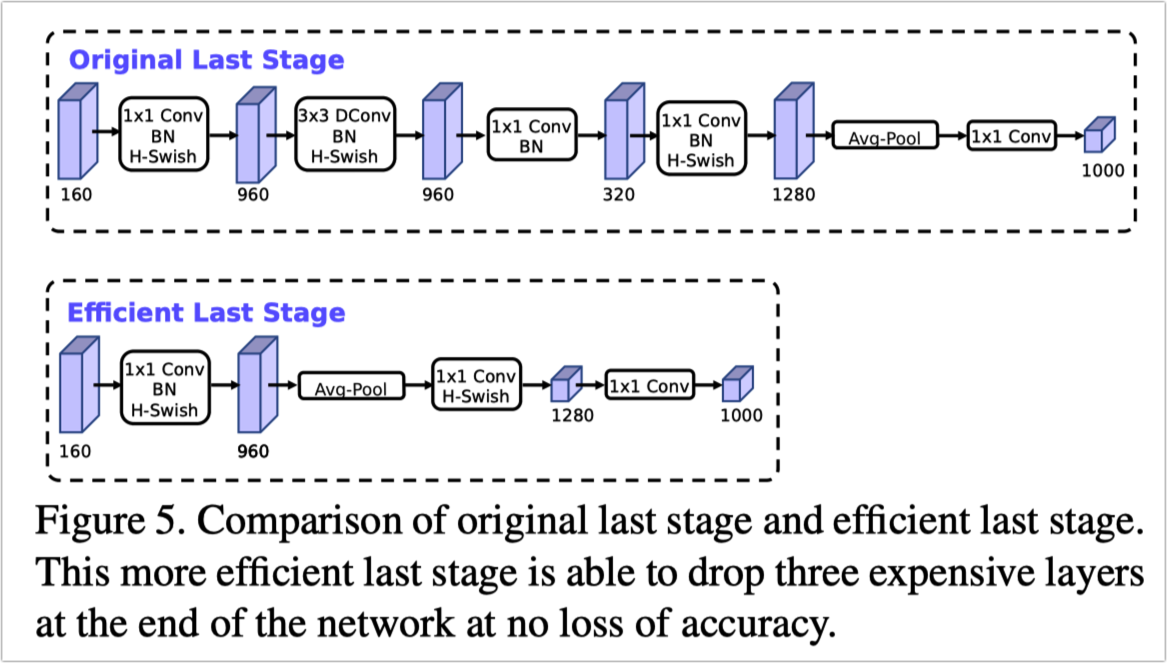 Original Last Stage
1x1 Conv
BN
H-Swish
3x3 DConv
BN
H-Swish
1x1 Conv
BN
1x1 Conv
BN
H-Swish
Avg-Pool
1x1 Conv
160
960
960
320
1280
1000
Efficient Last Stage
1x1 Conv
BN
H-Swish
Avg-Pool
1x1 Conv
H-Swish
1x1 Conv
160
960
1280
1000
Figure 5. Comparison of original last stage and efficient last stage.
This more efficient last stage is able to drop three expensive layers
at the end of the network at no loss of accuracy.